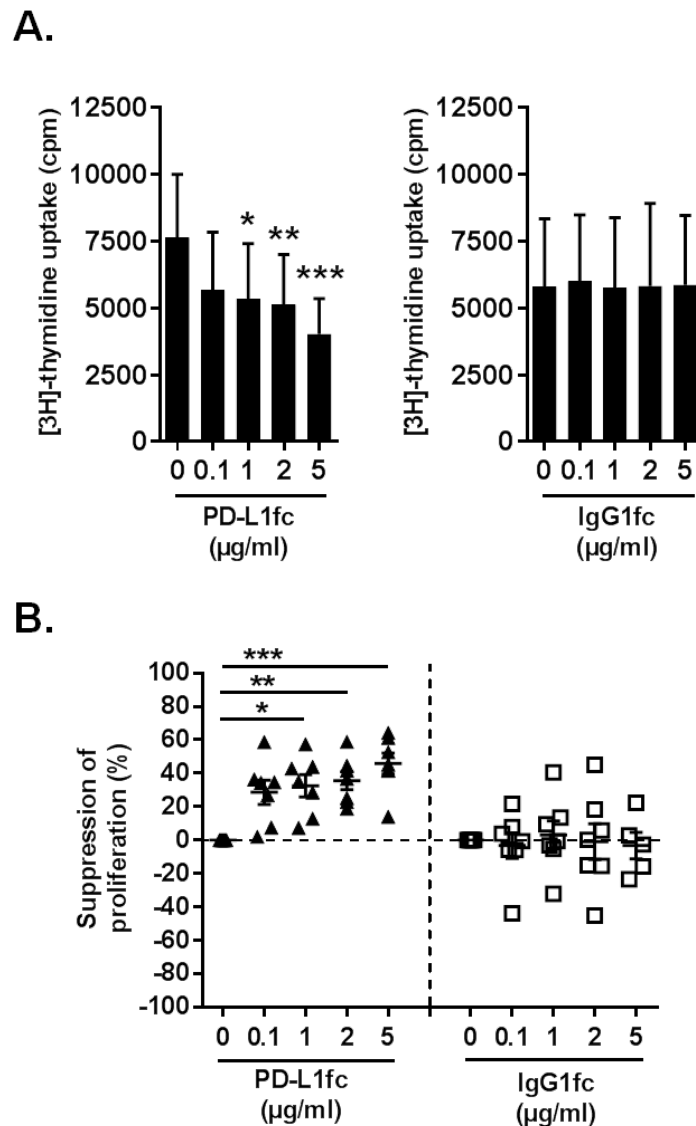 A.
[3H]-thymidine uptake (cpm)
12500
10000
7500
5000
2500
0
* ** ***
0 0.1 1 2 5
PD-L1fc
(µg/ml)
[3H]-thymidine uptake (cpm)
12500
10000
7500
5000
2500
0
0 0.1 1 2 5
IgG1fc
(µg/ml)
B.
Suppression of
proliferation (%)
100
80
60
40
20
0
-20
-40
-60
-80
-100
***
**
*
0 0.1 1 2 5
PD-L1fc
(µg/ml)
0 0.1 1 2 5
IgG1fc
(µg/ml)